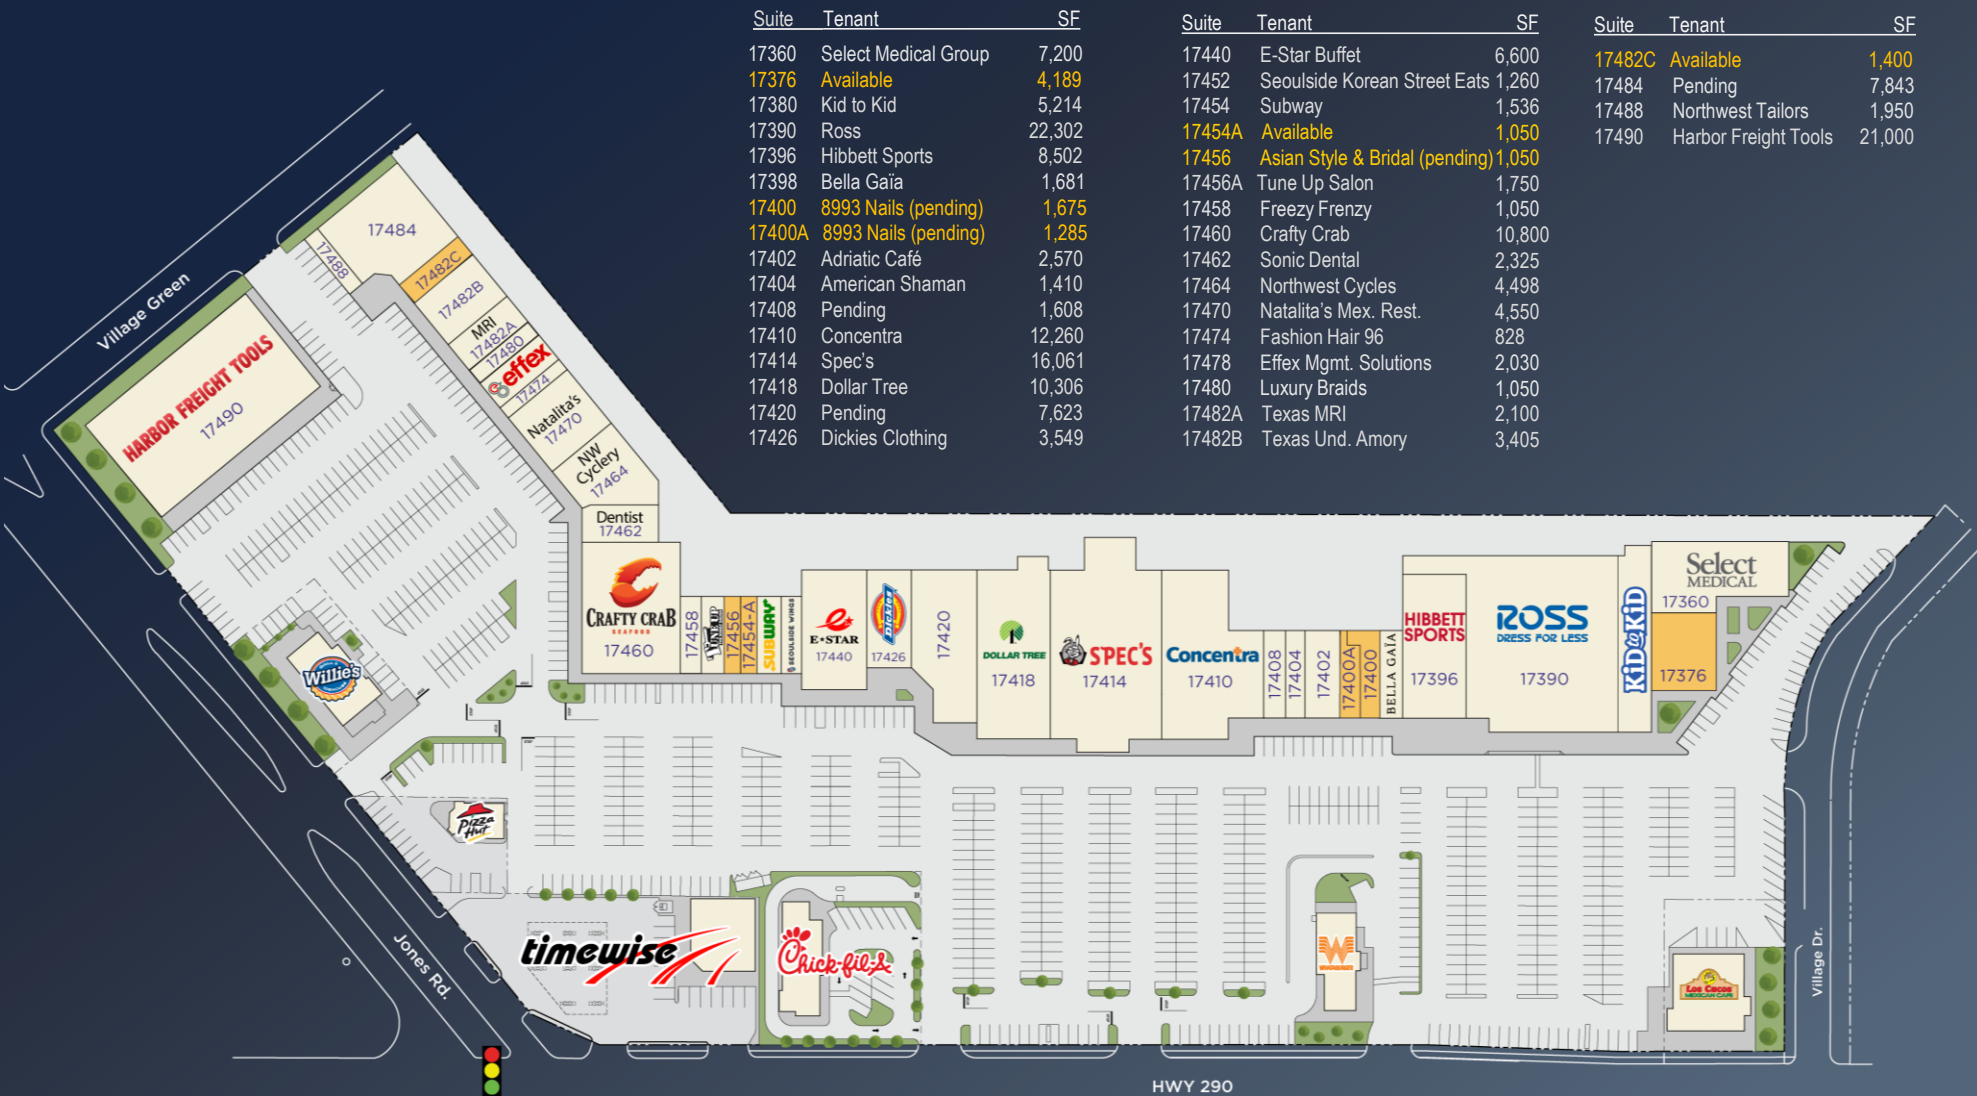 Suite Tenant SF
17360 Select Medical Group 7,200
17376 Available 4,189
17380 Kid to Kid 5,214
17390 Ross 22,302
17396 Hibbett Sports 8,502
17398 Bella Gaïa 1,681
17400 8993 Nails (pending) 1,675
17400A 8993 Nails (pending) 1,285
17402 Adriatic Café 2,570
17404 American Shaman 1,410
17408 Pending 1,608
17410 Concentra 12,260
17414 Spec's 16,061
17418 Dollar Tree 10,306
17420 Pending 7,623
17426 Dickies Clothing 3,549
Suite Tenant SF
17440 E-Star Buffet 6,600
17452 Seoulside Korean Street Eats 1,260
17454 Subway 1,536
17454A Available 1,050
17456 Asian Style & Bridal (pending) 1,050
17456A Tune Up Salon 1,750
17458 Freezy Frenzy 1,050
17460 Crafty Crab 10,800
17462 Sonic Dental 2,325
17464 Northwest Cycles 4,498
17470 Natalita's Mex. Rest. 4,550
17474 Fashion Hair 96 828
17478 Effex Mgmt. Solutions 2,030
17480 Luxury Braids 1,050
17482A Texas MRI 2,100
17482B Texas Und. Amory 3,405
Suite Tenant SF
17482C Available 1,400
17484 Pending 7,843
17488 Northwest Tailors 1,950
17490 Harbor Freight Tools 21,000
Village Green
HARBOR FREIGHT TOOLS
17490
17488
17484
17482C
17482B
MRI
17482A
17480
effex
17474
Natalita's
17470
NW
Cyclery
17464
Dentist
17462
CRAFTY CRAB
SEAFOOD
17460
17458
TUNE UP
17456
17454-A
SUBWAY
SEOULSIDE WINGS
E★STAR
17440
Dickies
17426
17420
DOLLAR TREE
17418
SPEC'S
17414
Concentra
17410
17408
17404
17402
17400A
17400
BELLA GAÏA
HIBBETT
SPORTS
17396
ROSS
DRESS FOR LESS
17390
KiD to KiD
Select
MEDICAL
17360
17376
Willie's
Pizza
Hut
timewise
Chick-fil-A
WHATABURGER
Los Cucos
MEXICAN CAFE
Jones Rd.
Village Dr.
HWY 290